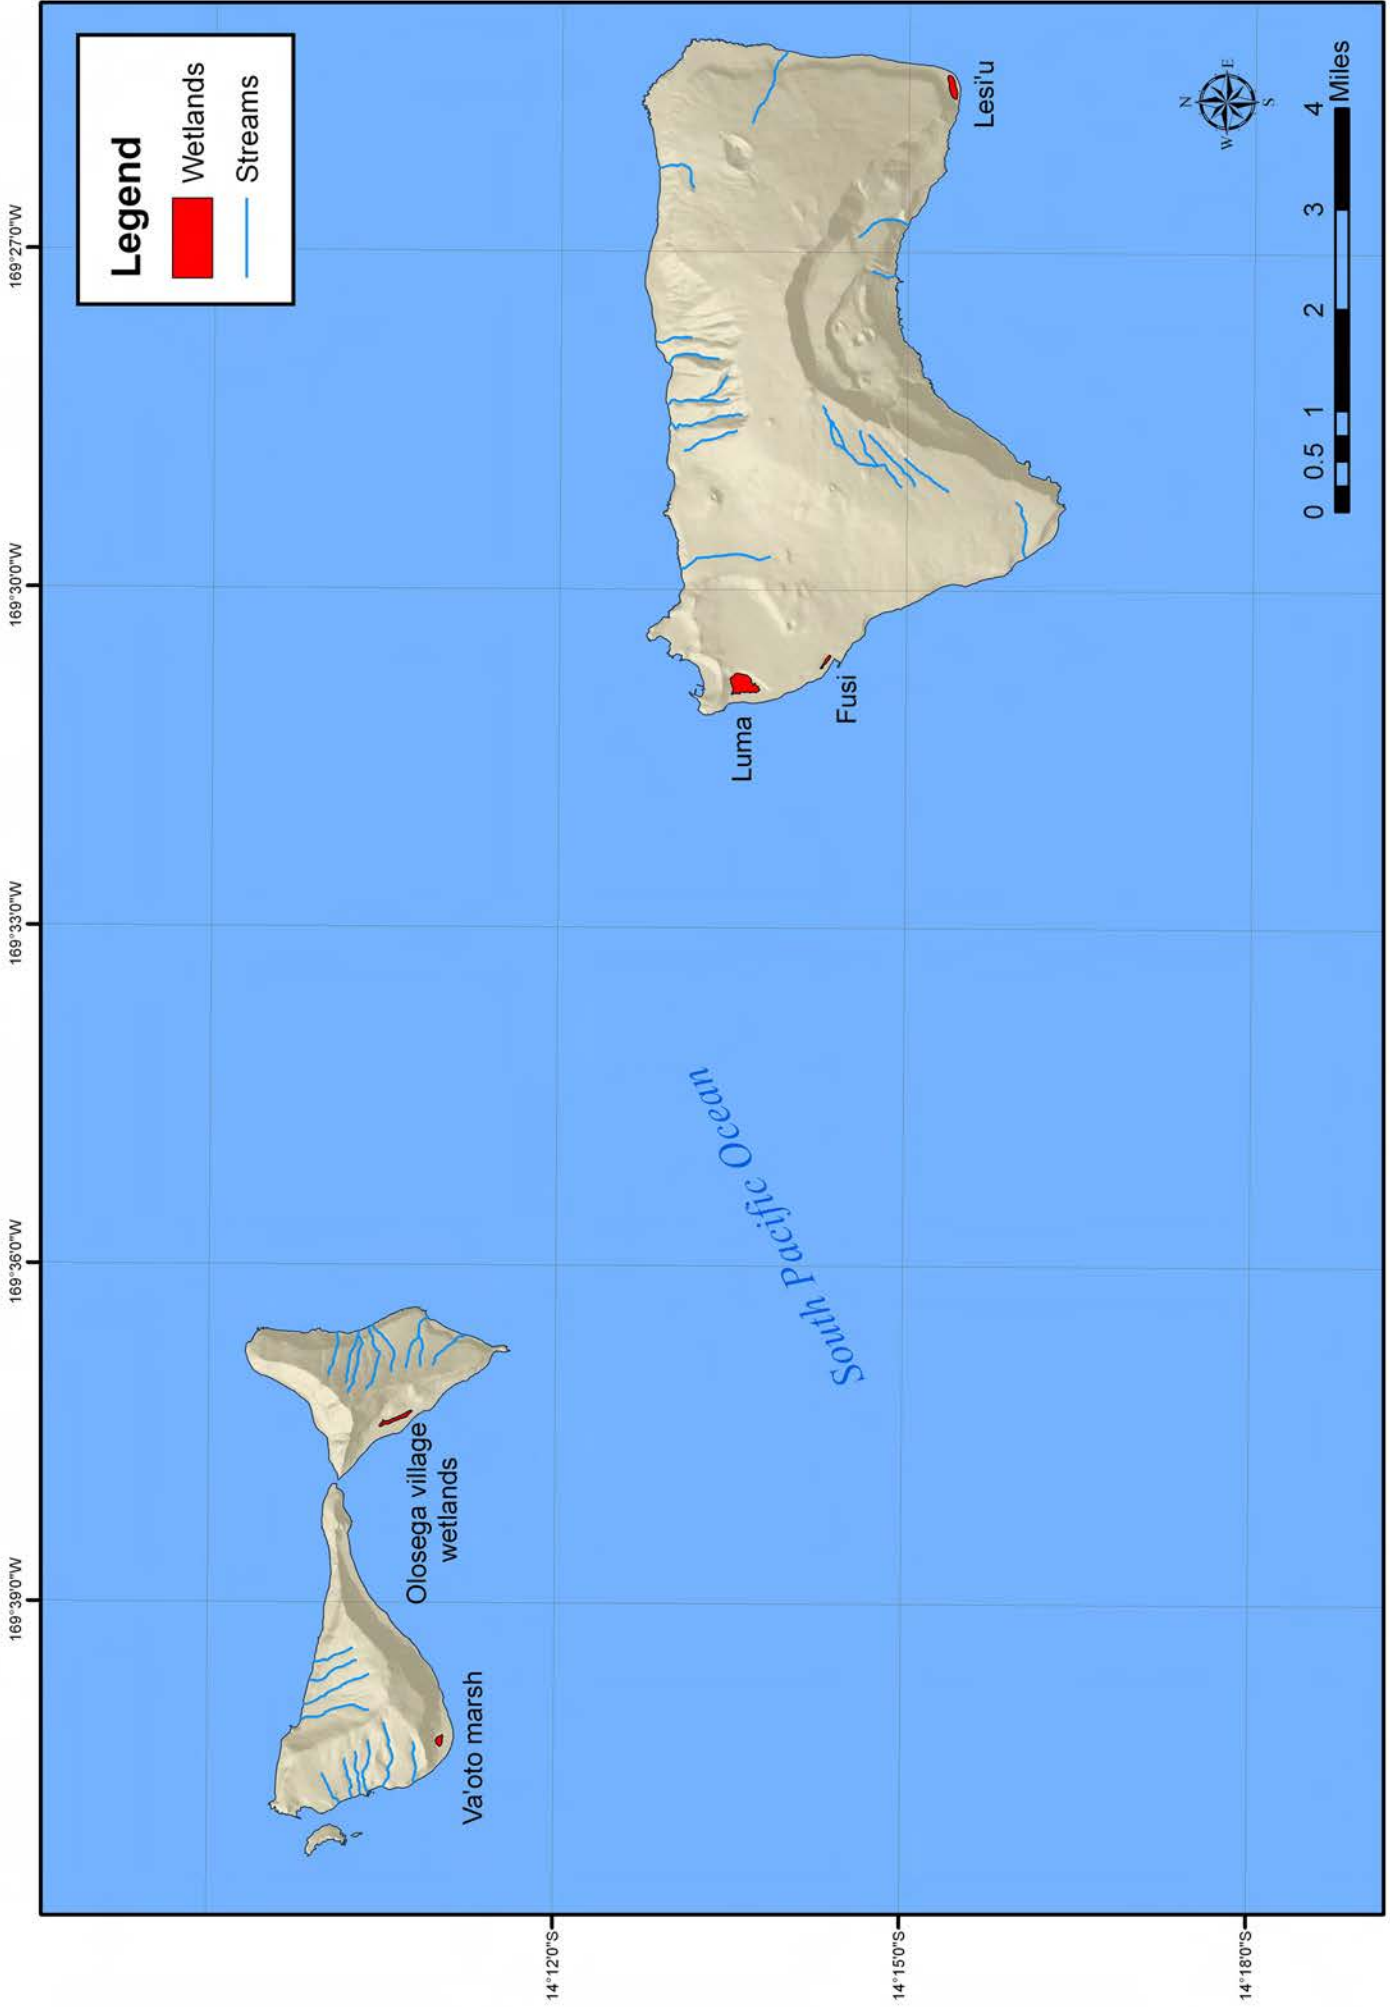 169°39'0"W
169°36'0"W
169°33'0"W
169°30'0"W
169°27'0"W
Legend
Wetlands
Streams
Olosega village
wetlands
Va'oto marsh
14°12'0"S
South Pacific Ocean
Luma
Fusi
14°15'0"S
Lesi'u
N
W
E
S
14°18'0"S
0 0.5 1 2 3 4
Miles